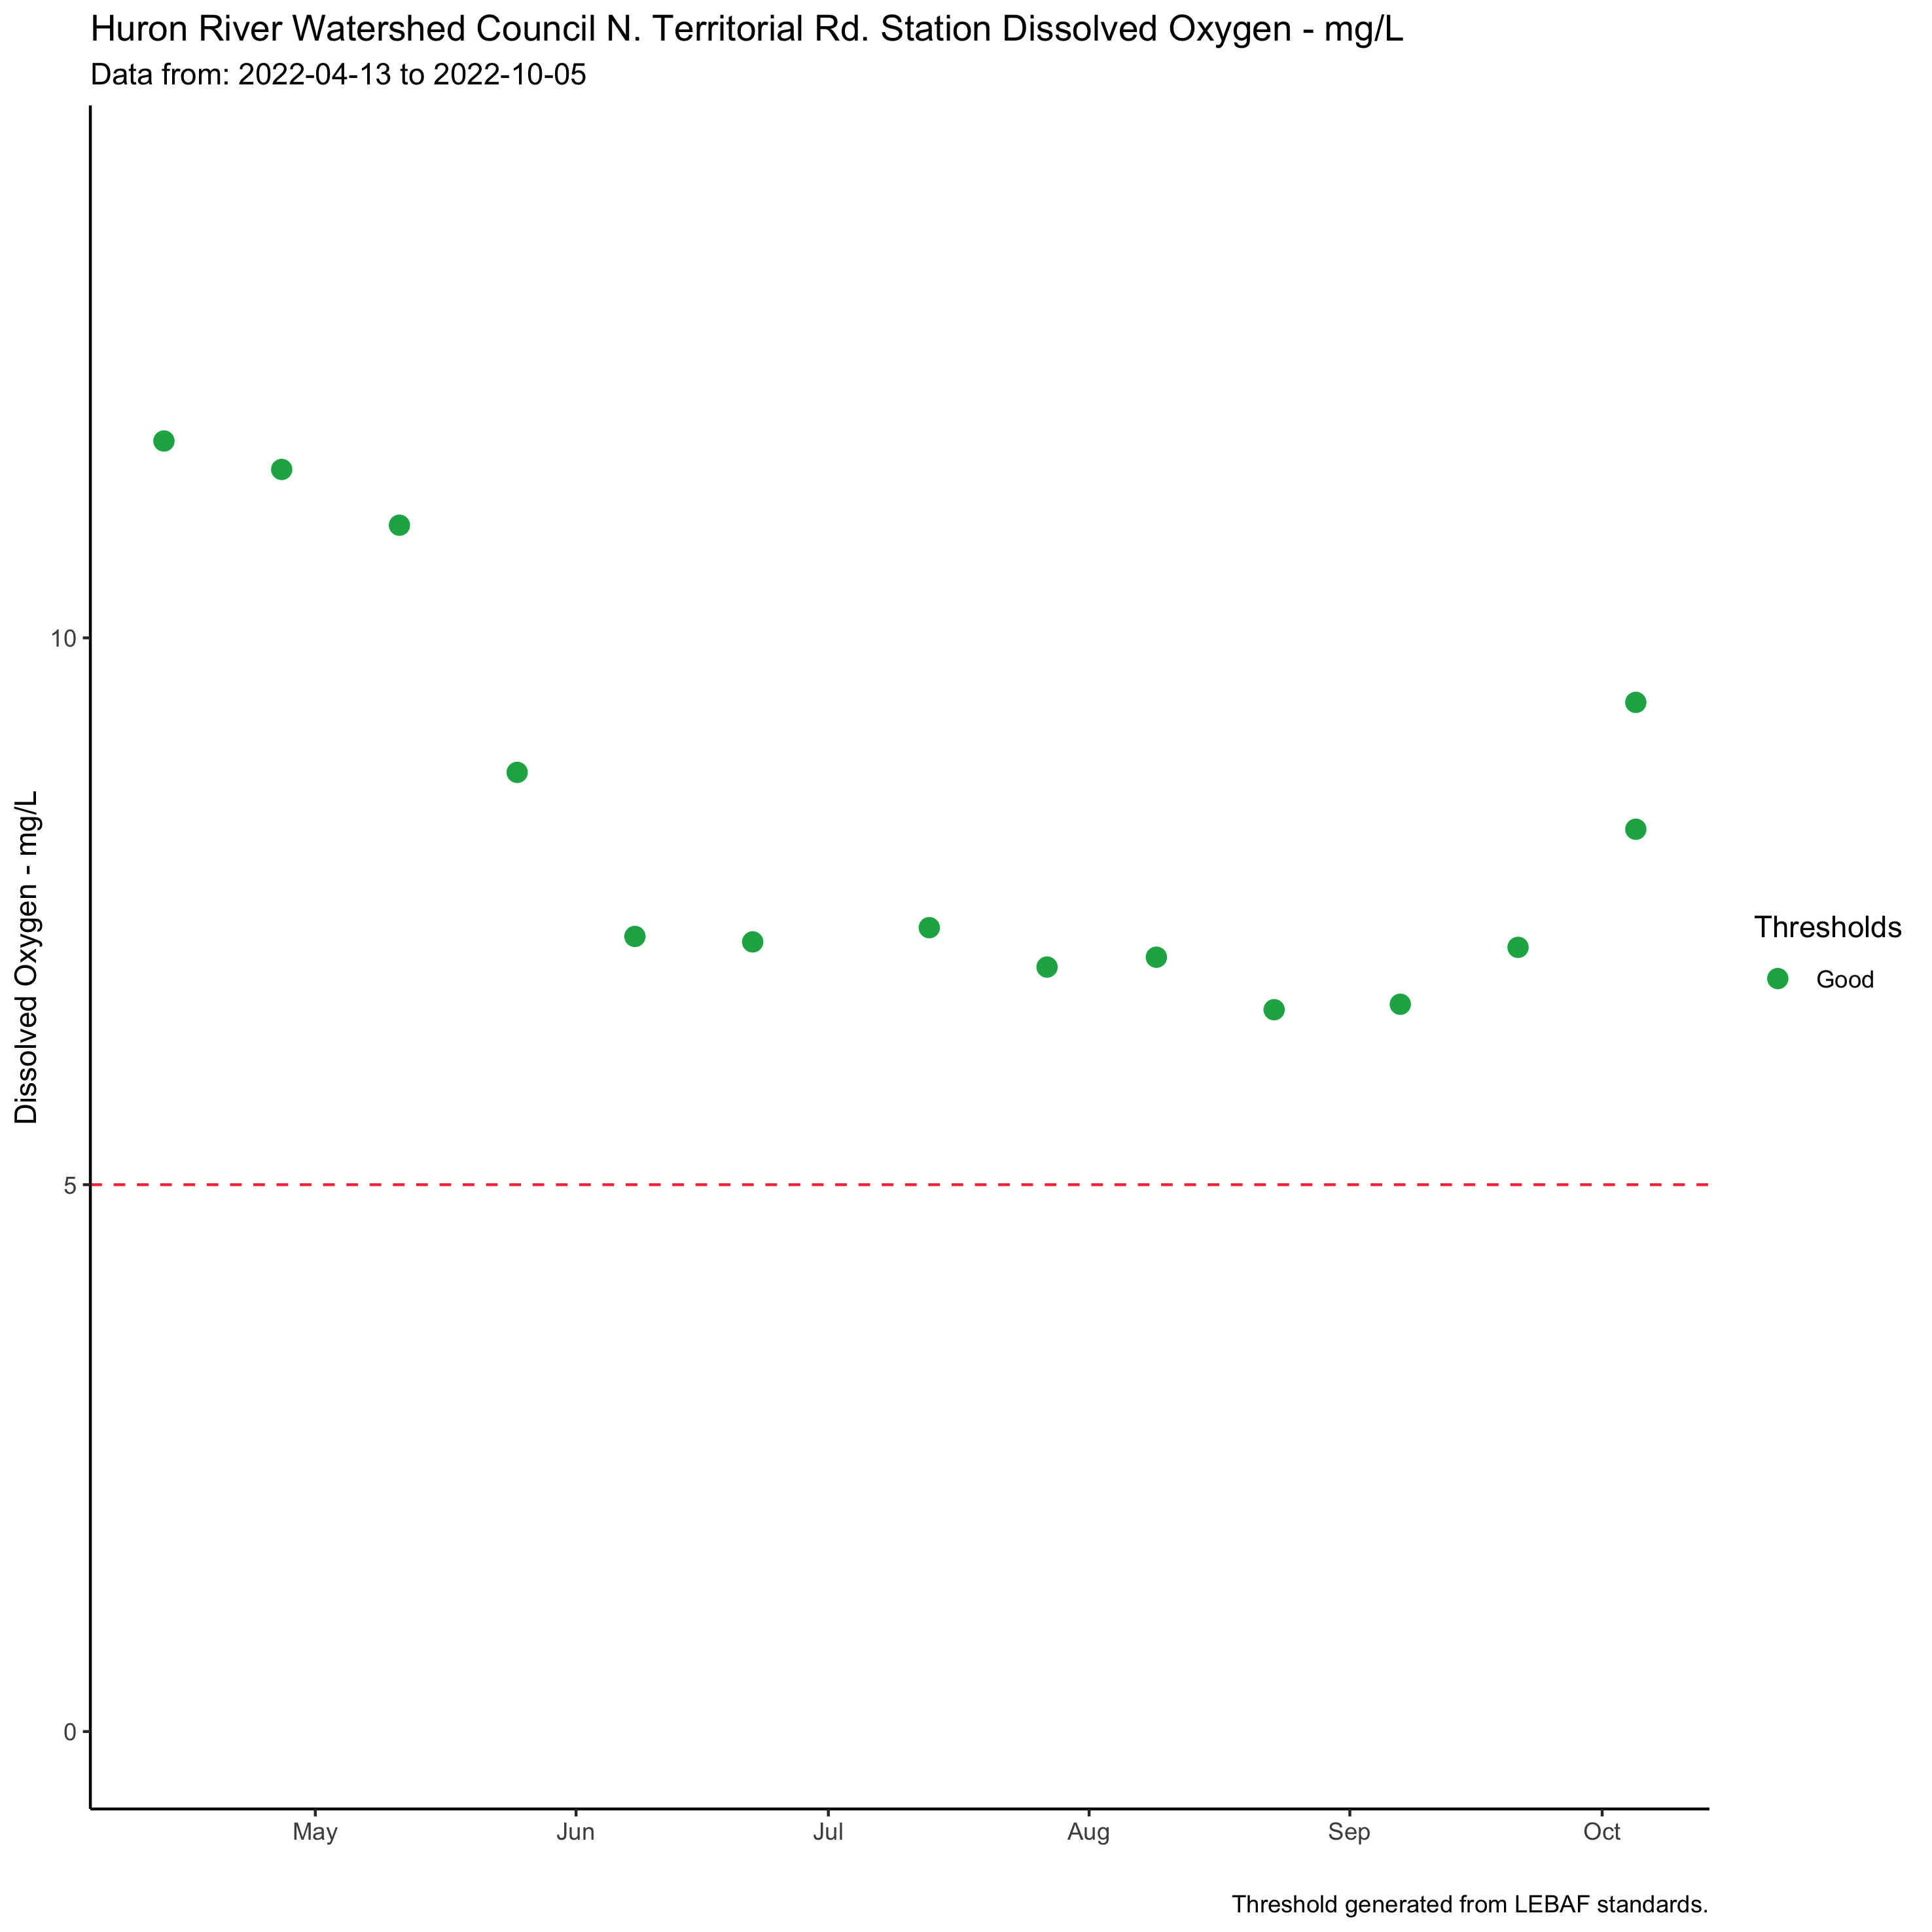 Huron River Watershed Council N. Territorial Rd. Station Dissolved Oxygen - mg/L
Data from: 2022-04-13 to 2022-10-05
Dissolved Oxygen - mg/L
10
5
0
May Jun Jul Aug Sep Oct
Thresholds
Good
Threshold generated from LEBAF standards.